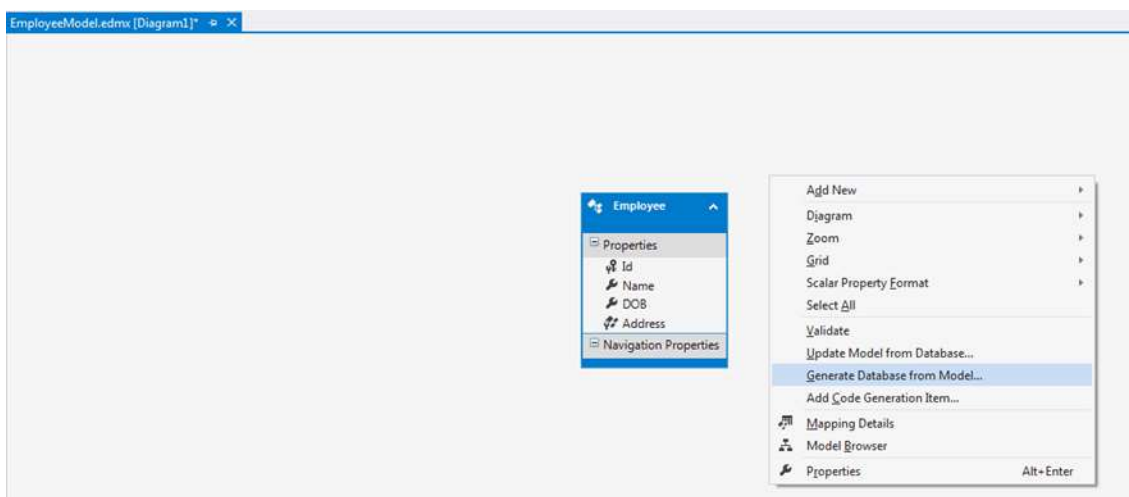 EmployeeModel.edmx [Diagram1]*
Employee
Properties
Id
Name
DOB
Address
Navigation Properties
Add New
Diagram
Zoom
Grid
Scalar Property Format
Select All
Validate
Update Model from Database...
Generate Database from Model...
Add Code Generation Item...
Mapping Details
Model Browser
Properties Alt+Enter